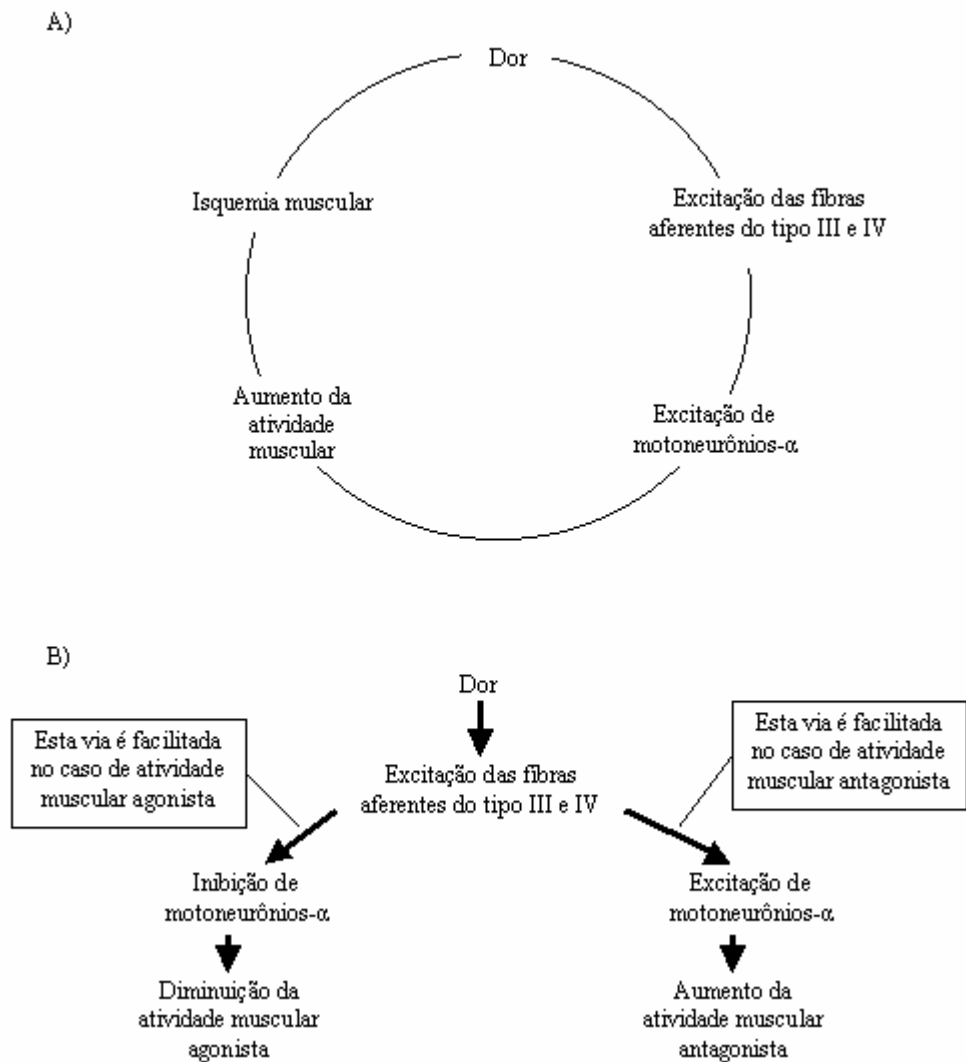 A)
Dor
Isquemia muscular
Excitação das fibras
aferentes do tipo III e IV
Aumento da
atividade
muscular
Excitação de
motoneurônios-α
B)
Dor
Esta via é facilitada
no caso de atividade
muscular agonista
Esta via é facilitada
no caso de atividade
muscular antagonista
Excitação das fibras
aferentes do tipo III e IV
Inibição de
motoneurônios-α
Excitação de
motoneurônios-α
Diminuição da
atividade muscular
agonista
Aumento da
atividade muscular
antagonista